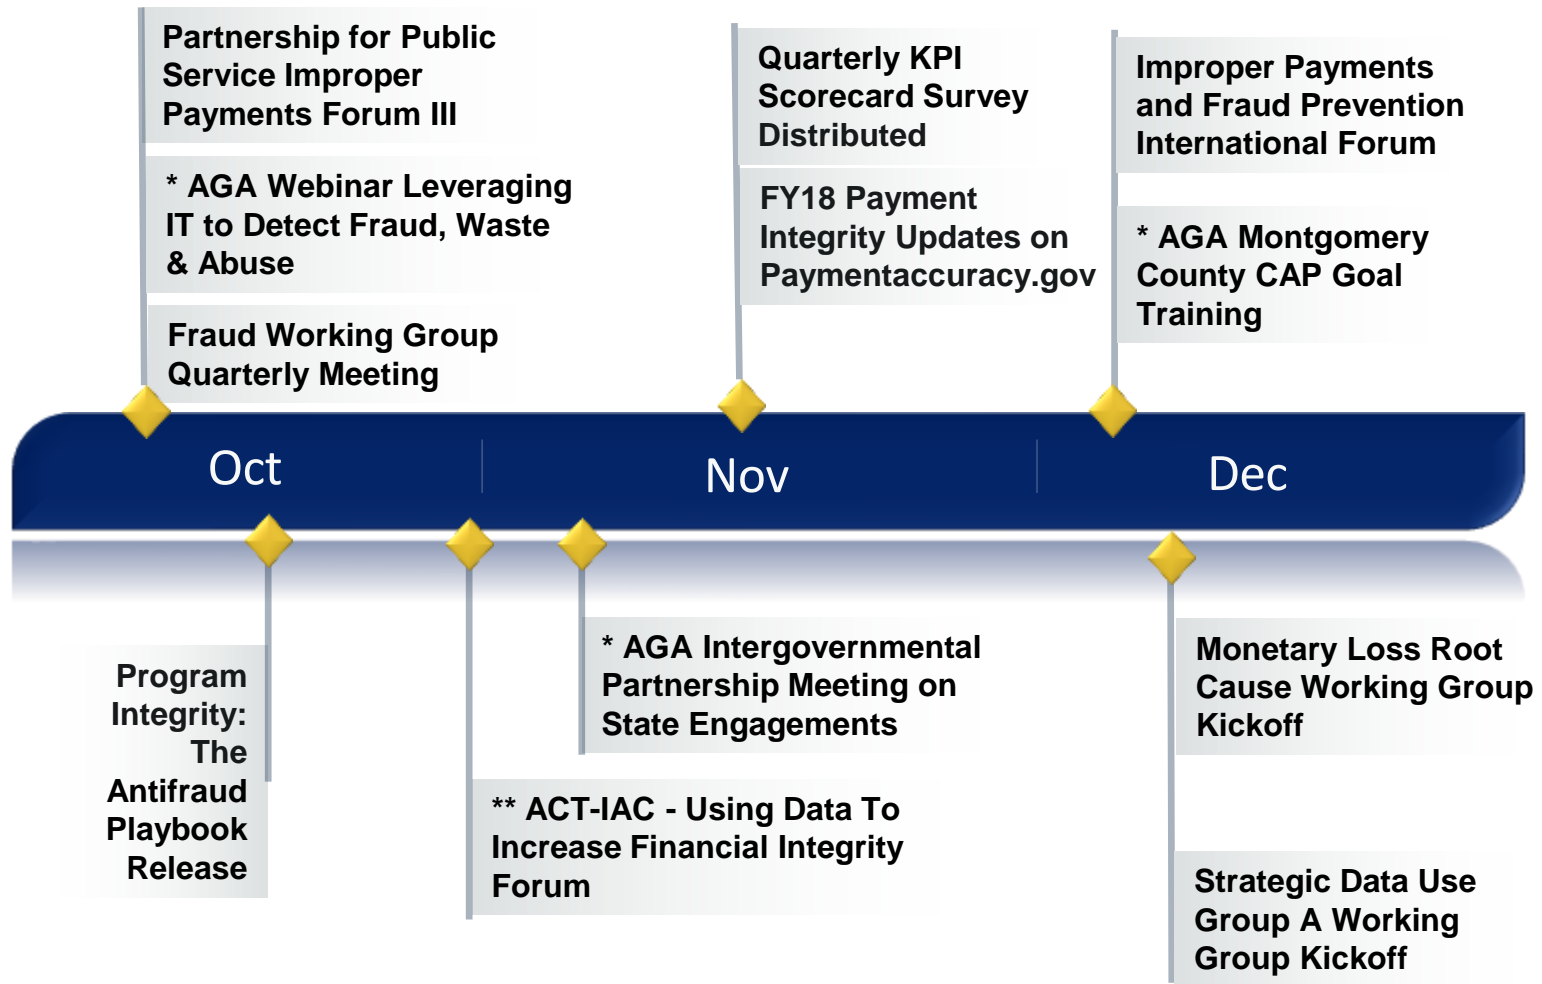 Partnership for Public
Service Improper
Payments Forum III
* AGA Webinar Leveraging
IT to Detect Fraud, Waste
& Abuse
Fraud Working Group
Quarterly Meeting
Quarterly KPI
Scorecard Survey
Distributed
FY18 Payment
Integrity Updates on
Paymentaccuracy.gov
Improper Payments
and Fraud Prevention
International Forum
* AGA Montgomery
County CAP Goal
Training
Oct
Nov
Dec
Program
Integrity:
The
Antifraud
Playbook
Release
** ACT-IAC - Using Data To
Increase Financial Integrity
Forum
* AGA Intergovernmental
Partnership Meeting on
State Engagements
Monetary Loss Root
Cause Working Group
Kickoff
Strategic Data Use
Group A Working
Group Kickoff